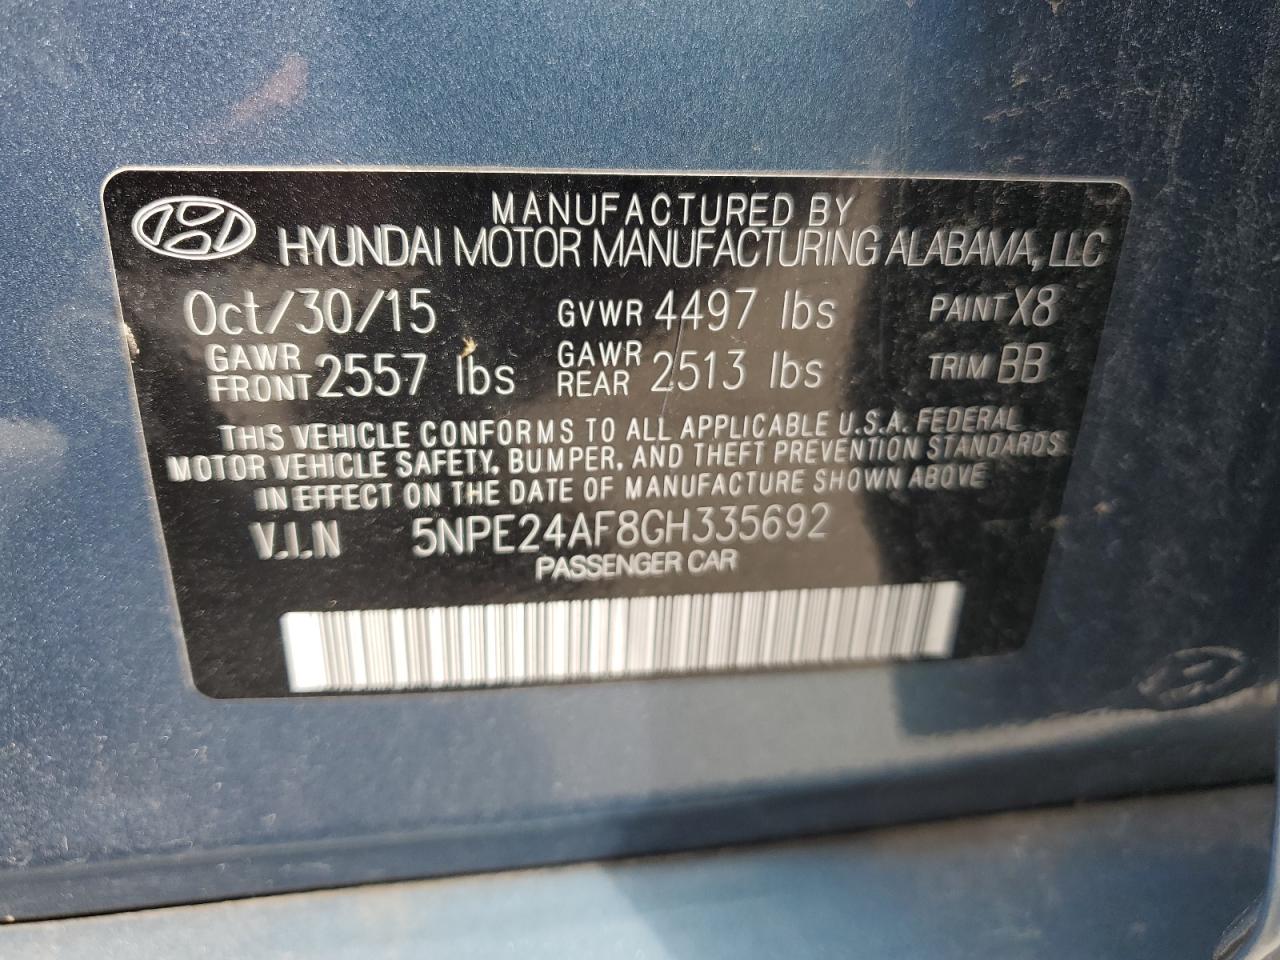 MANUFACTURED BY
HYUNDAI MOTOR MANUFACTURING ALABAMA, LLC
Oct/30/15 GVWR 4497 lbs PAINT X8
GAWR FRONT 2557 lbs GAWR REAR 2513 lbs TRIM BB
THIS VEHICLE CONFORMS TO ALL APPLICABLE U.S.A. FEDERAL
MOTOR VEHICLE SAFETY, BUMPER, AND THEFT PREVENTION STANDARDS
IN EFFECT ON THE DATE OF MANUFACTURE SHOWN ABOVE
V.I.N 5NPE24AF8GH335692
PASSENGER CAR